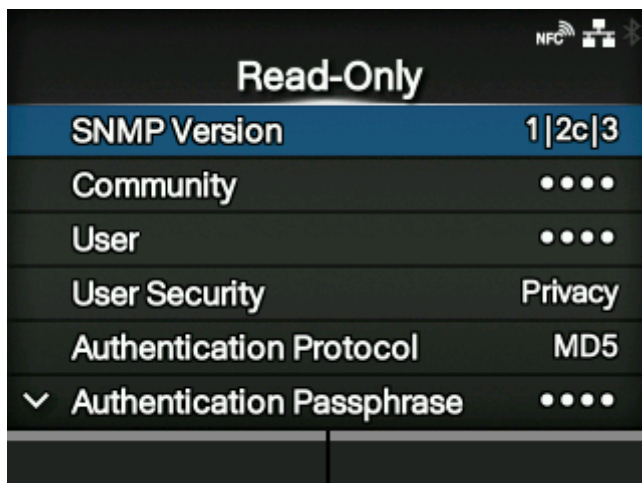 NFC
Read-Only
SNMP Version 1|2c|3
Community ••••
User ••••
User Security Privacy
Authentication Protocol MD5
Authentication Passphrase ••••